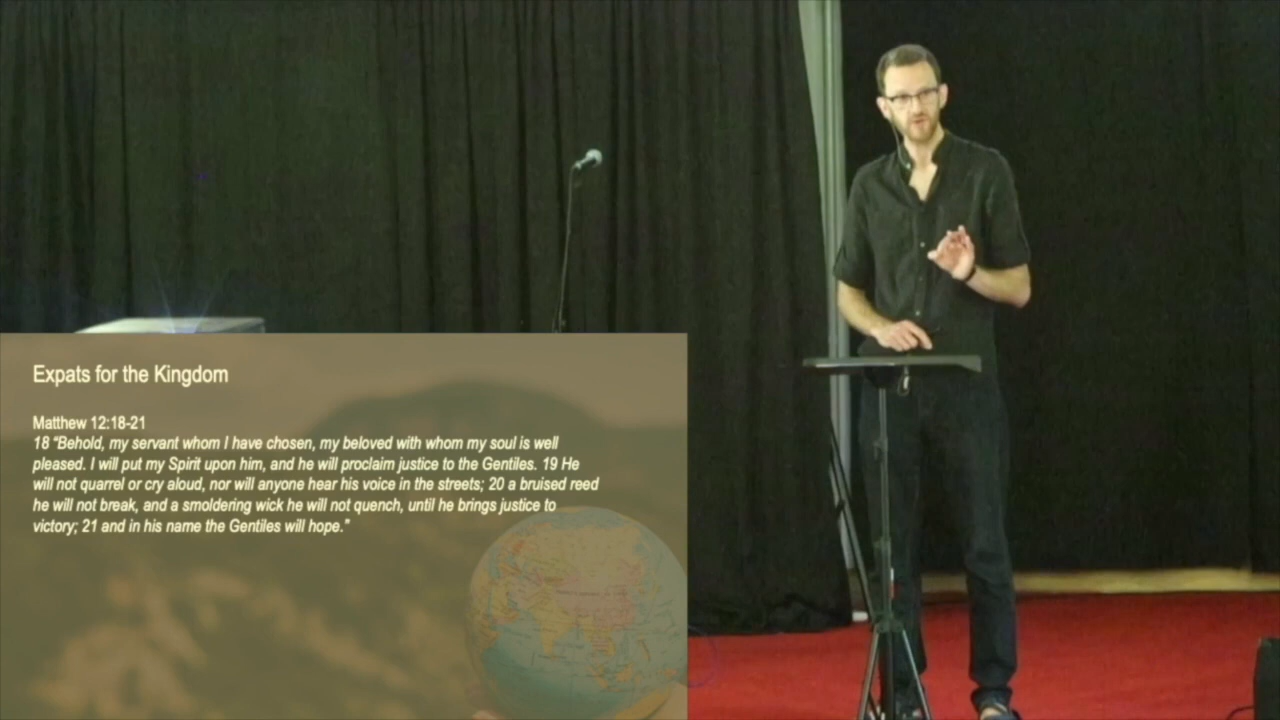 Expats for the Kingdom
Matthew 12:18-21
18 “Behold, my servant whom I have chosen, my beloved with whom my soul is well
pleased. I will put my Spirit upon him, and he will proclaim justice to the Gentiles. 19 He
will not quarrel or cry aloud, nor will anyone hear his voice in the streets; 20 a bruised reed
he will not break, and a smoldering wick he will not quench, until he brings justice to
victory; 21 and in his name the Gentiles will hope.”